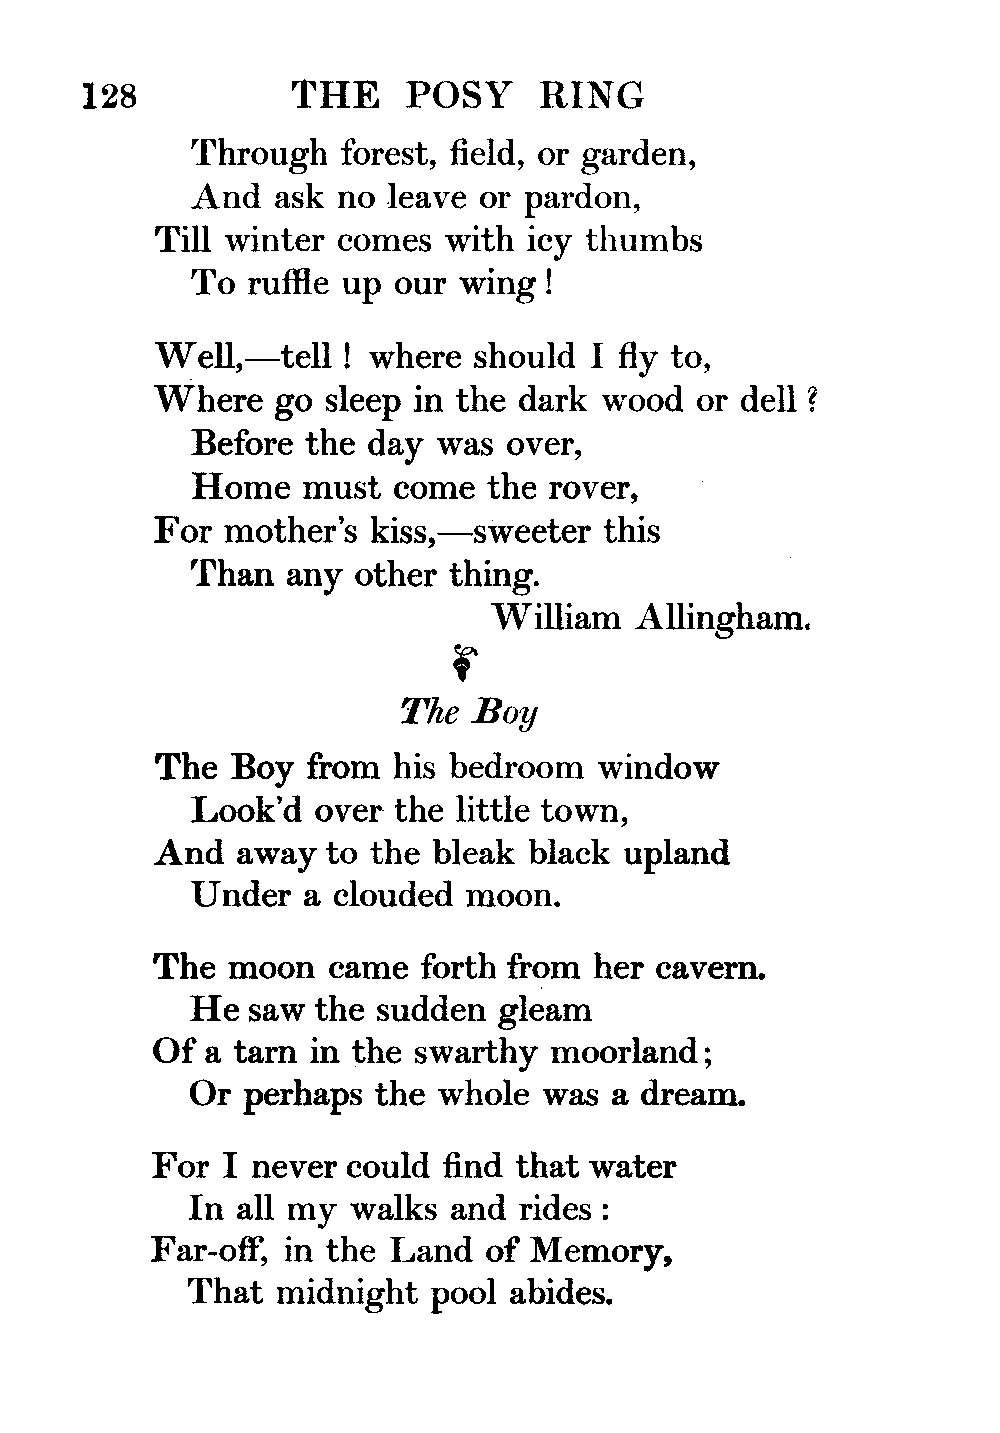 128 THE POSY RING
Through forest, field, or garden,
And ask no leave or pardon,
Till winter comes with icy thumbs
To ruffle up our wing!
Well,—tell! where should I fly to,
Where go sleep in the dark wood or dell?
Before the day was over,
Home must come the rover,
For mother's kiss,—sweeter this
Than any other thing.
William Allingham.
The Boy
The Boy from his bedroom window
Look'd over the little town,
And away to the bleak black upland
Under a clouded moon.
The moon came forth from her cavern.
He saw the sudden gleam
Of a tarn in the swarthy moorland;
Or perhaps the whole was a dream.
For I never could find that water
In all my walks and rides:
Far-off, in the Land of Memory,
That midnight pool abides.